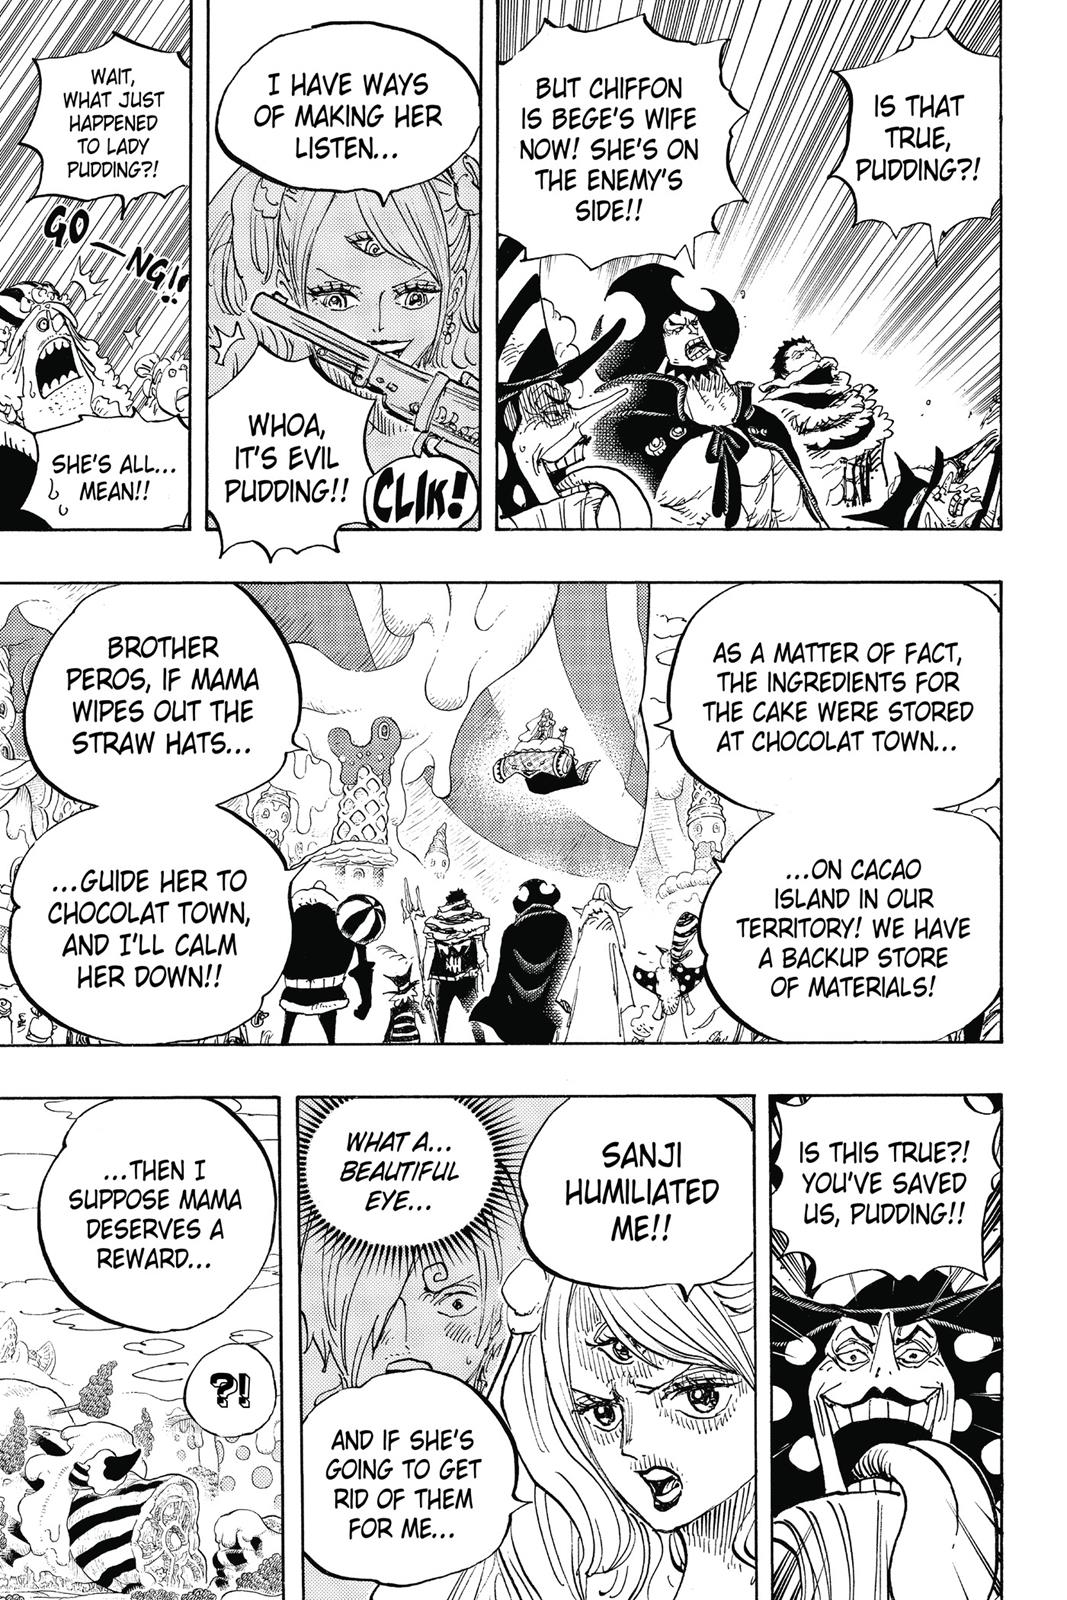 IS THAT
TRUE,
PUDDING?!
BUT CHIFFON
IS BEGE'S WIFE
NOW! SHE'S ON
THE ENEMY'S
SIDE!!
I HAVE WAYS
OF MAKING HER
LISTEN...
WHOA,
IT'S EVIL
PUDDING!!
CLIK!
WAIT,
WHAT JUST
HAPPENED
TO LADY
PUDDING?!
GO—NG!!
SHE'S ALL...
MEAN!!
AS A MATTER OF FACT,
THE INGREDIENTS FOR
THE CAKE WERE STORED
AT CHOCOLAT TOWN...
...ON CACAO
ISLAND IN OUR
TERRITORY! WE HAVE
A BACKUP STORE
OF MATERIALS!
BROTHER
PEROS, IF MAMA
WIPES OUT THE
STRAW HATS...
...GUIDE HER TO
CHOCOLAT TOWN,
AND I'LL CALM
HER DOWN!!
IS THIS TRUE?!
YOU'VE SAVED
US, PUDDING!!
SANJI
HUMILIATED
ME!!
WHAT A...
BEAUTIFUL
EYE...
AND IF SHE'S
GOING TO GET
RID OF THEM
FOR ME...
...THEN I
SUPPOSE MAMA
DESERVES A
REWARD...
?!